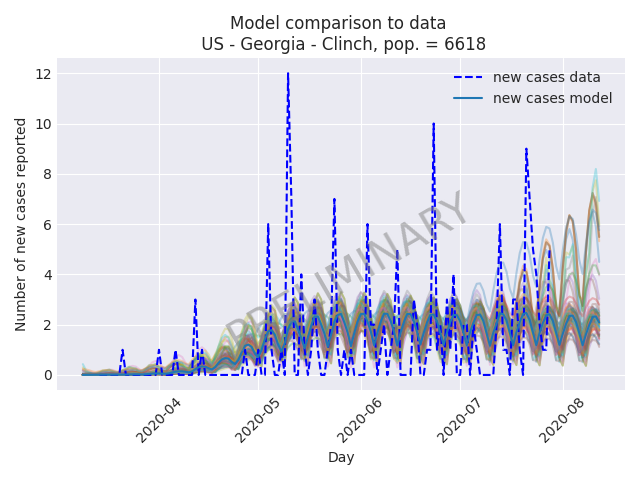 Model comparison to data
US - Georgia - Clinch, pop. = 6618
new cases data
new cases model
PRELIMINARY
Number of new cases reported
12
10
8
6
4
2
0
2020-04
2020-05
2020-06
2020-07
2020-08
Day